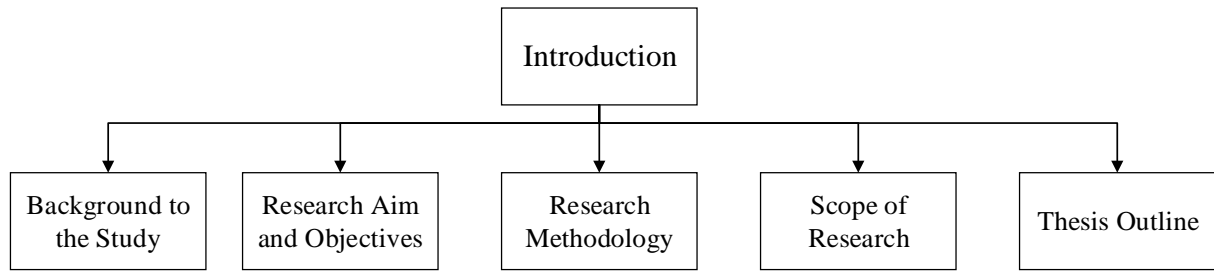 Introduction
Background to
the Study
Research Aim
and Objectives
Research
Methodology
Scope of
Research
Thesis Outline